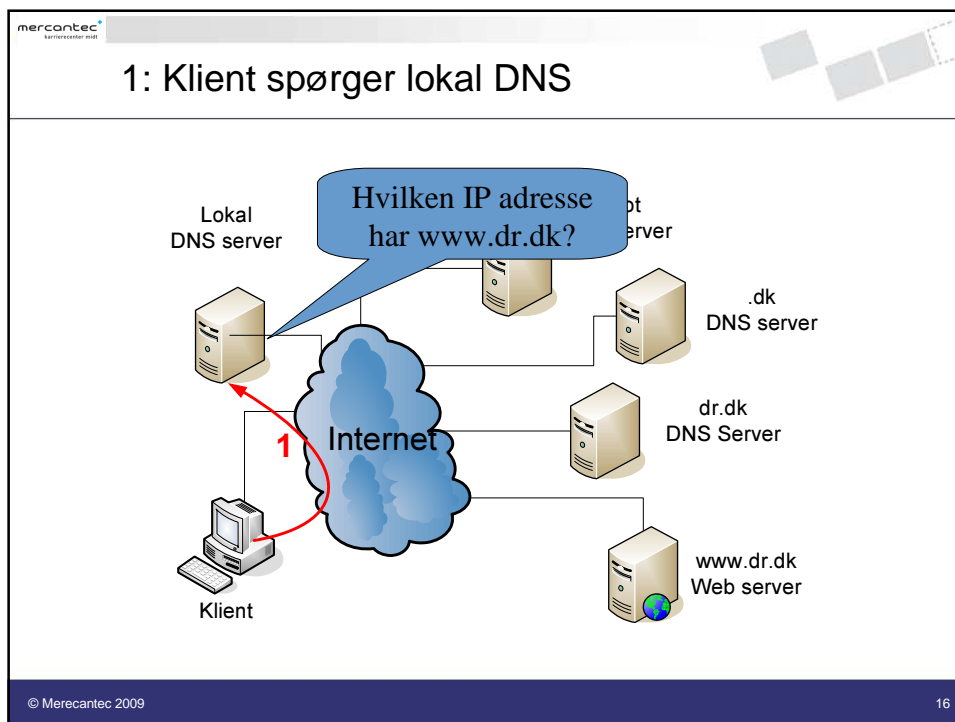 mercantec
karrierecenter midt
1: Klient spørger lokal DNS
Hvilken IP adresse
har www.dr.dk?
Lokal
DNS server
.dk
DNS server
dr.dk
DNS Server
Internet
1
www.dr.dk
Web server
Klient
© Merecantec 2009
16